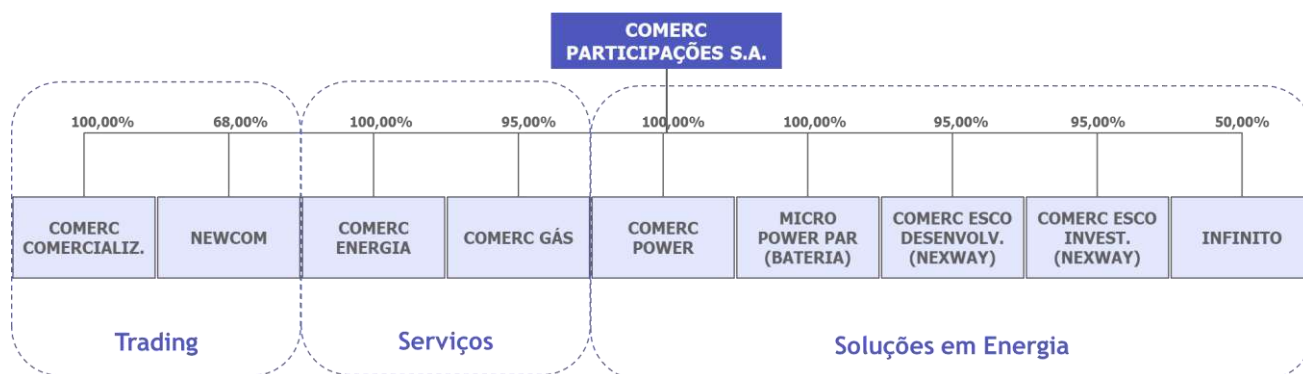 COMERC
PARTICIPAÇÕES S.A.
100,00%
68,00%
100,00%
95,00%
100,00%
100,00%
95,00%
95,00%
50,00%
COMERC
COMERCIALIZ.
NEWCOM
COMERC
ENERGIA
COMERC GÁS
COMERC
POWER
MICRO
POWER PAR
(BATERIA)
COMERC ESCO
DESENVOLV.
(NEXWAY)
COMERC ESCO
INVEST.
(NEXWAY)
INFINITO
Trading
Serviços
Soluções em Energia